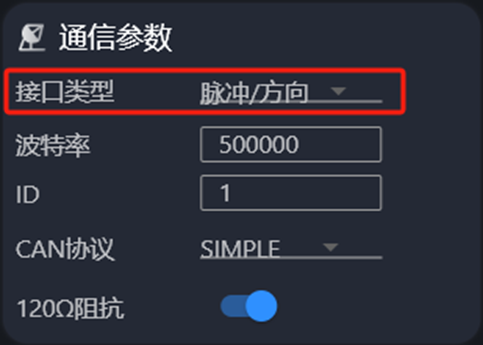 通信参数
接口类型 脉冲/方向
波特率 500000
ID 1
CAN协议 SIMPLE
120Ω阻抗